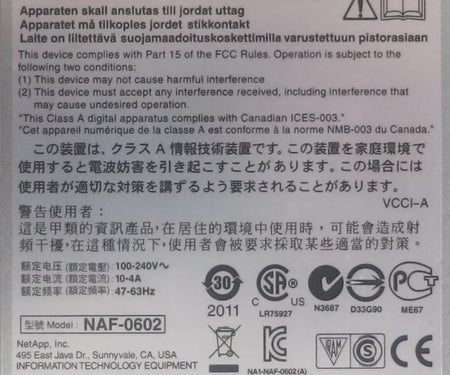 Apparaten skall anslutas till jordat uttag
Apparatet må tilkoples jordet stikkontakt
Laite on liitettävä suojamaadoituskoskettimilla varustettuun pistorasiaan
This device complies with Part 15 of the FCC Rules. Operation is subject to the
following two conditions:
(1) This device may not cause harmful interference
(2) This device must accept any interference received, including interference that
may cause undesired operation.
"This Class A digital apparatus complies with Canadian ICES-003."
"Cet appareil numérique de la classe A est conforme à la norme NMB-003 du Canada."
この装置は、クラス A 情報技術装置です。この装置を家庭環境で
使用すると電波妨害を引き起こすことがあります。この場合には
使用者が適切な対策を講ずるよう要求されることがあります。
VCCI-A
警告使用者：
這是甲類的資訊產品,在居住的環境中使用時，可能會造成射
頻干擾,在這種情況下,使用者會被要求採取某些適當的對策。
额定电压 (額定電壓): 100-240V～
额定电流 (額定電流): 10-4A
额定频率 (額定頻率): 47-63Hz
30
2011
SA
C US
LR75927
N
N3687
S
D33G90
PC
ME67
型號 Model: NAF-0602
NetApp, Inc.
495 East Java Dr., Sunnyvale, CA, USA
INFORMATION TECHNOLOGY EQUIPMENT
NA1-NAF-0602 (A)
S
CE